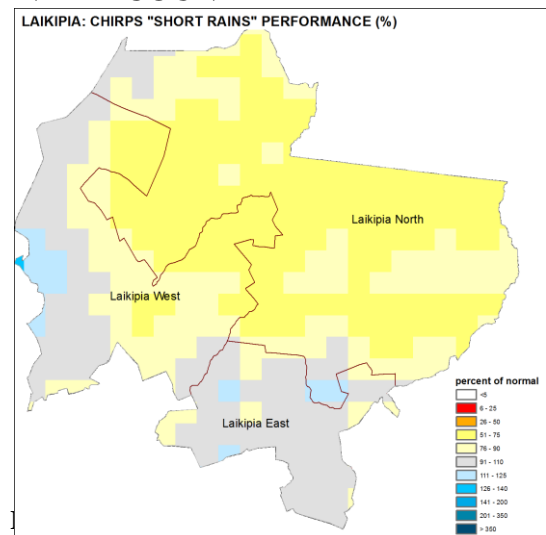 LAIKIPIA: CHIRPS "SHORT RAINS" PERFORMANCE (%)
Laikipia North
Laikipia West
Laikipia East
percent of normal
<5
6 - 25
26 - 50
51 - 75
76 - 90
91 - 110
111 - 125
126 - 140
141 - 200
201 - 350
> 350